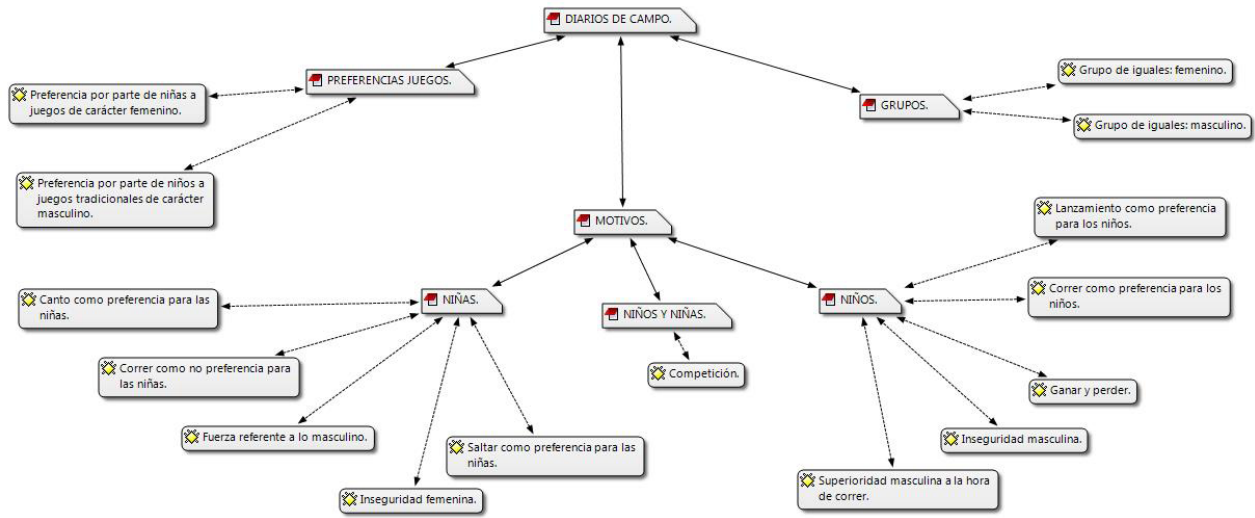 DIARIOS DE CAMPO.
PREFERENCIAS JUEGOS.
Preferencia por parte de niñas a
juegos de carácter femenino.
Preferencia por parte de niños a
juegos tradicionales de carácter
masculino.
GRUPOS.
Grupo de iguales: femenino.
Grupo de iguales: masculino.
MOTIVOS.
NIÑAS.
Canto como preferencia para las
niñas.
Correr como no preferencia para
las niñas.
Fuerza referente a lo masculino.
Inseguridad femenina.
Saltar como preferencia para las
niñas.
NIÑOS Y NIÑAS.
Competición.
NIÑOS.
Lanzamiento como preferencia
para los niños.
Correr como preferencia para los
niños.
Ganar y perder.
Inseguridad masculina.
Superioridad masculina a la hora
de correr.